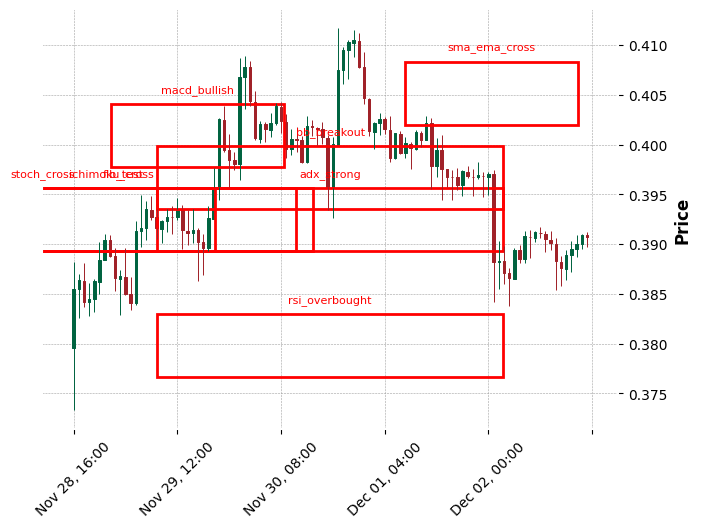 sma_ema_cross
0.410
macd_bullish
0.405
bb_breakout
0.400
stoch_cross
adx_strong
0.395
0.390
Price
0.385
rsi_overbought
0.380
0.375
Nov 28, 16:00
Nov 29, 12:00
Nov 30, 08:00
Dec 01, 04:00
Dec 02, 00:00